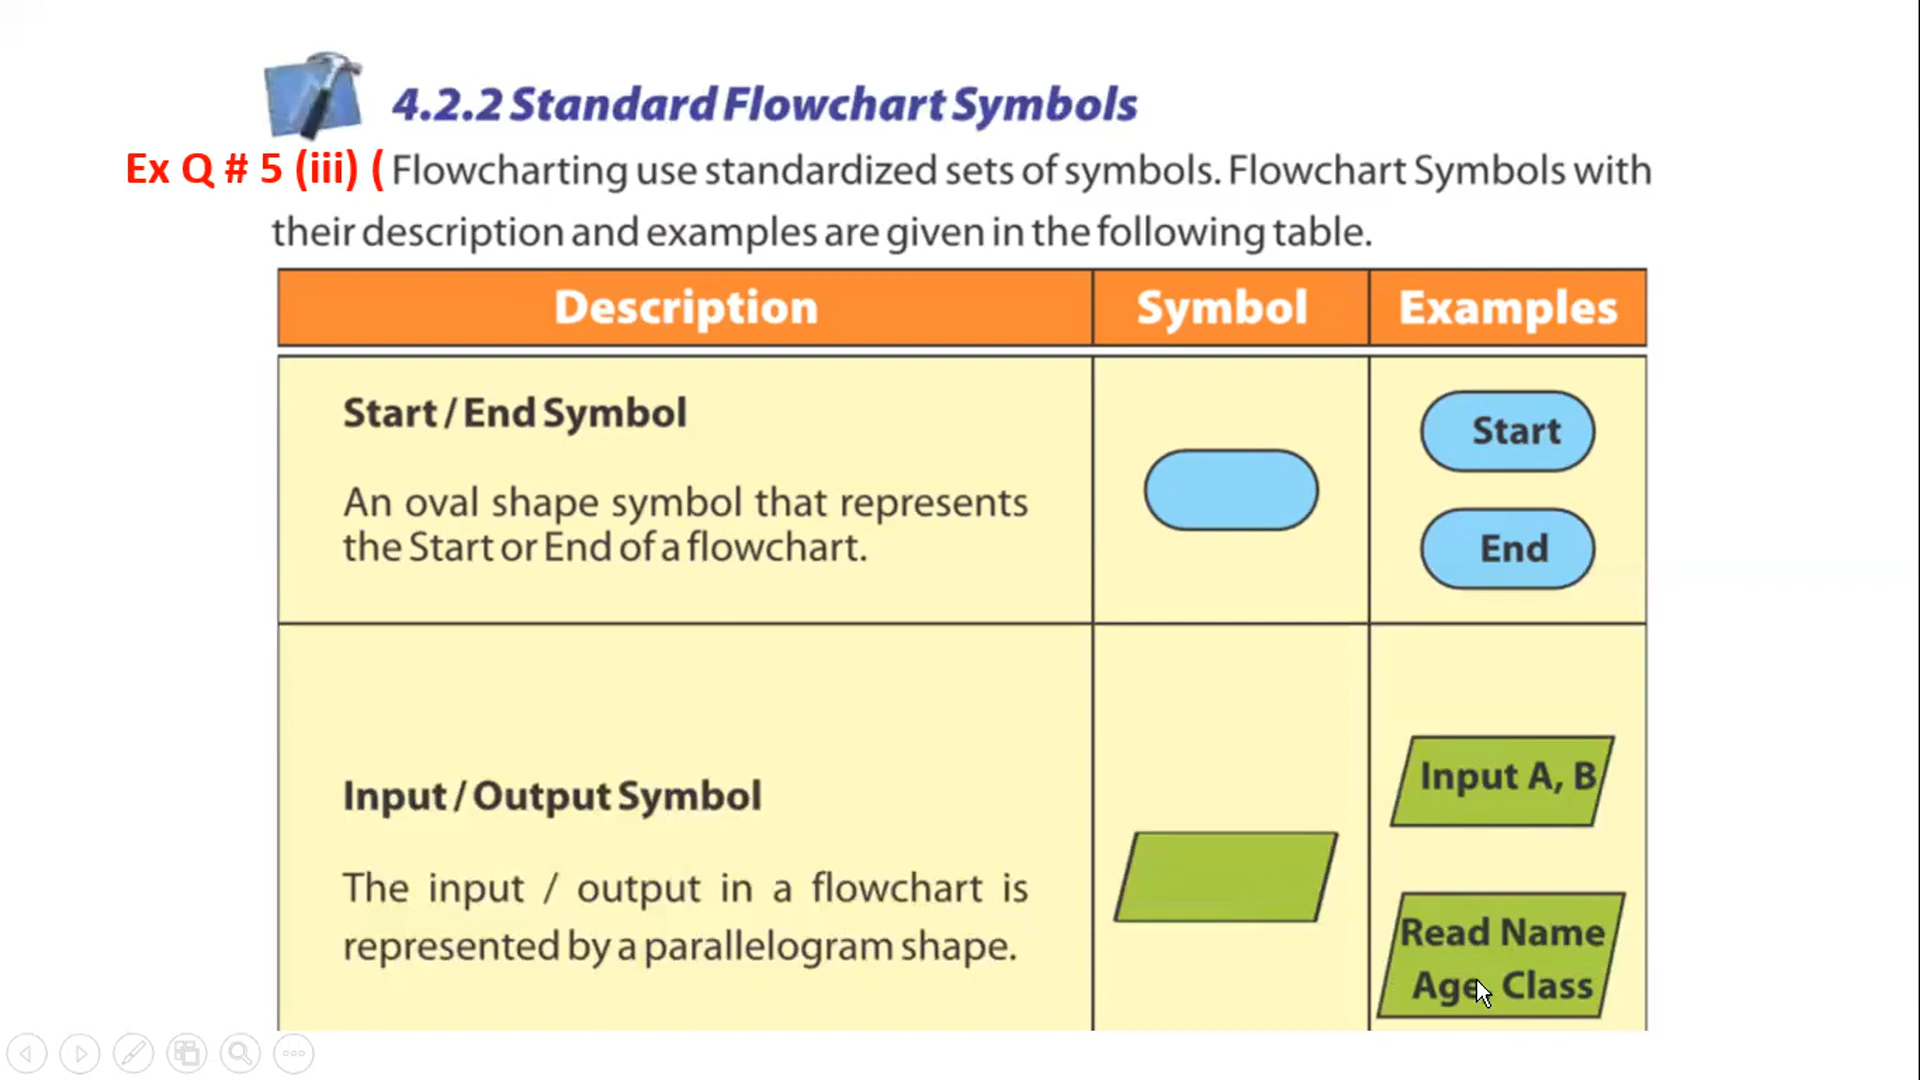 4.2.2 Standard Flowchart Symbols
Ex Q # 5 (iii) ( Flowcharting use standardized sets of symbols. Flowchart Symbols with
their description and examples are given in the following table.
Description Symbol Examples
Start / End Symbol
An oval shape symbol that represents
the Start or End of a flowchart.
Start
End
Input / Output Symbol
The input / output in a flowchart is
represented by a parallelogram shape.
Input A, B
Read Name
Age, Class